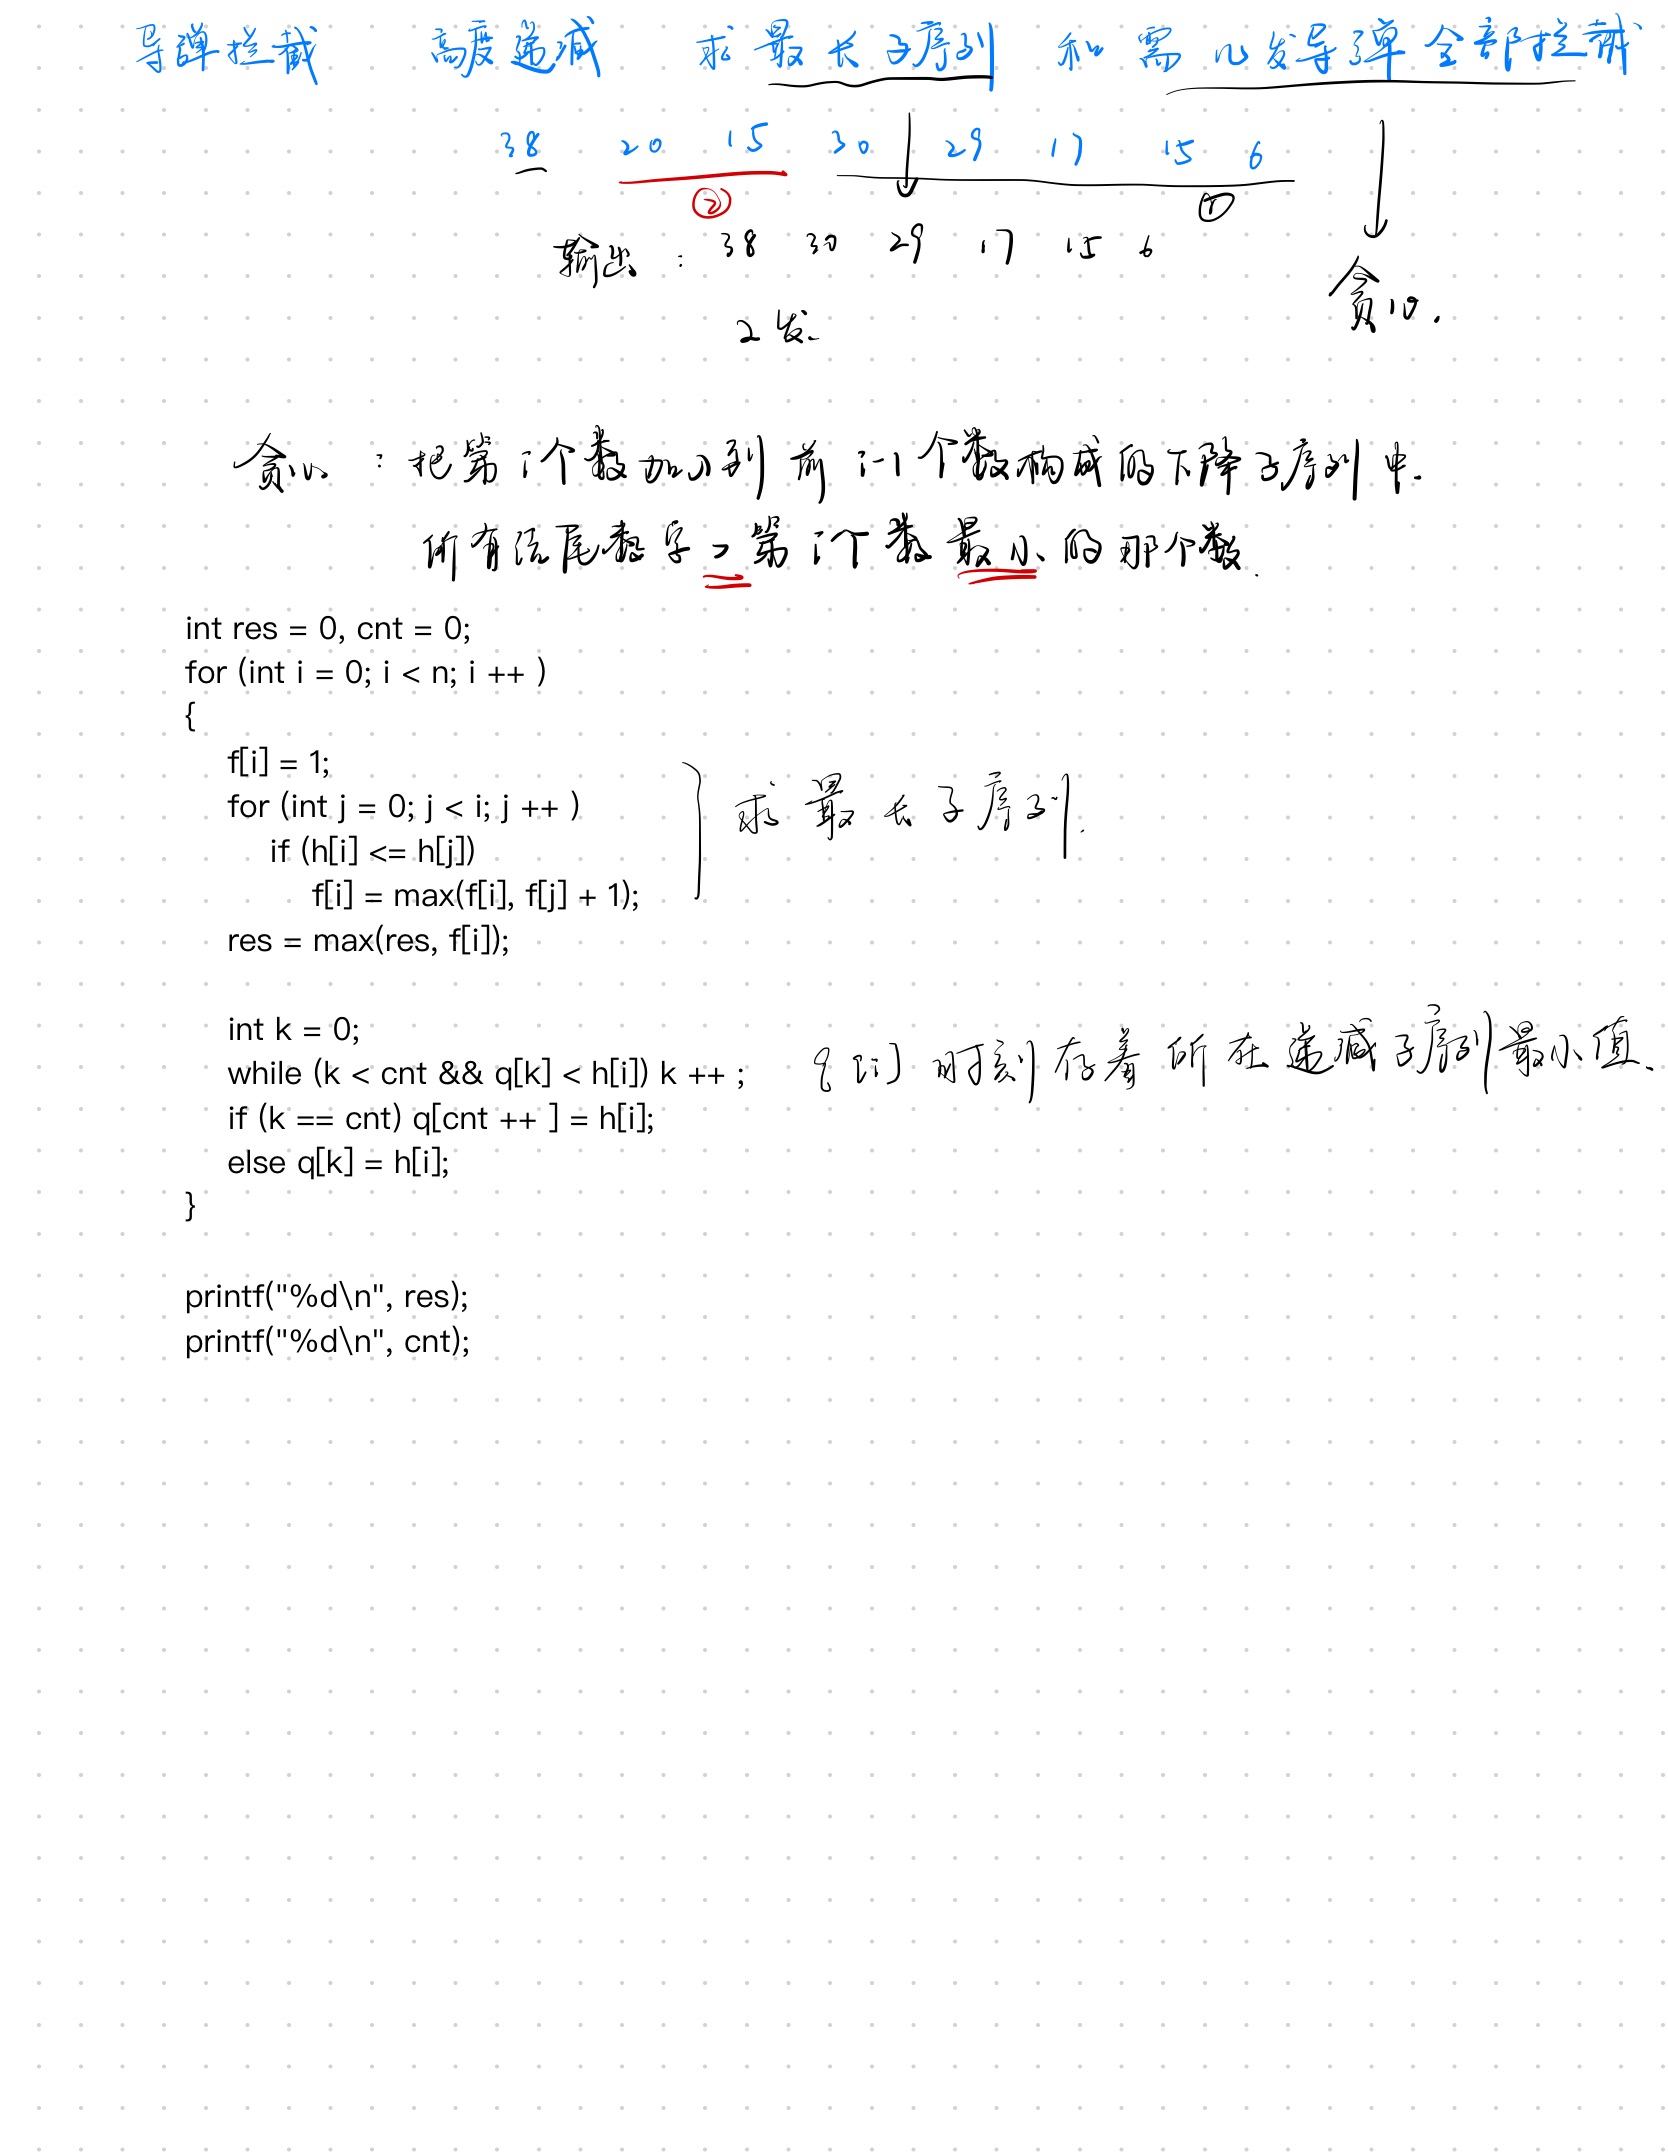 导弹拦截 高度递减 求最长子序列 和需几发导弹全部拦截
38 20 15 30 29 17 15 6
② ①
输出: 38 30 29 17 15 6
贪心.
2发.
贪心:把第i个数加入到前i-1个数构成的下降子序列中.
所有结尾数字>第i个数最小的那个数.
int res = 0, cnt = 0;
for (int i = 0; i < n; i ++ )
{
f[i] = 1;
for (int j = 0; j < i; j ++ )
求最长子序列.
if (h[i] <= h[j])
f[i] = max(f[i], f[j] + 1);
res = max(res, f[i]);
int k = 0;
while (k < cnt && q[k] < h[i]) k ++ ; q[i]时刻存着所在递减子序列最小值.
if (k == cnt) q[cnt ++ ] = h[i];
else q[k] = h[i];
}
printf("%d\n", res);
printf("%d\n", cnt);